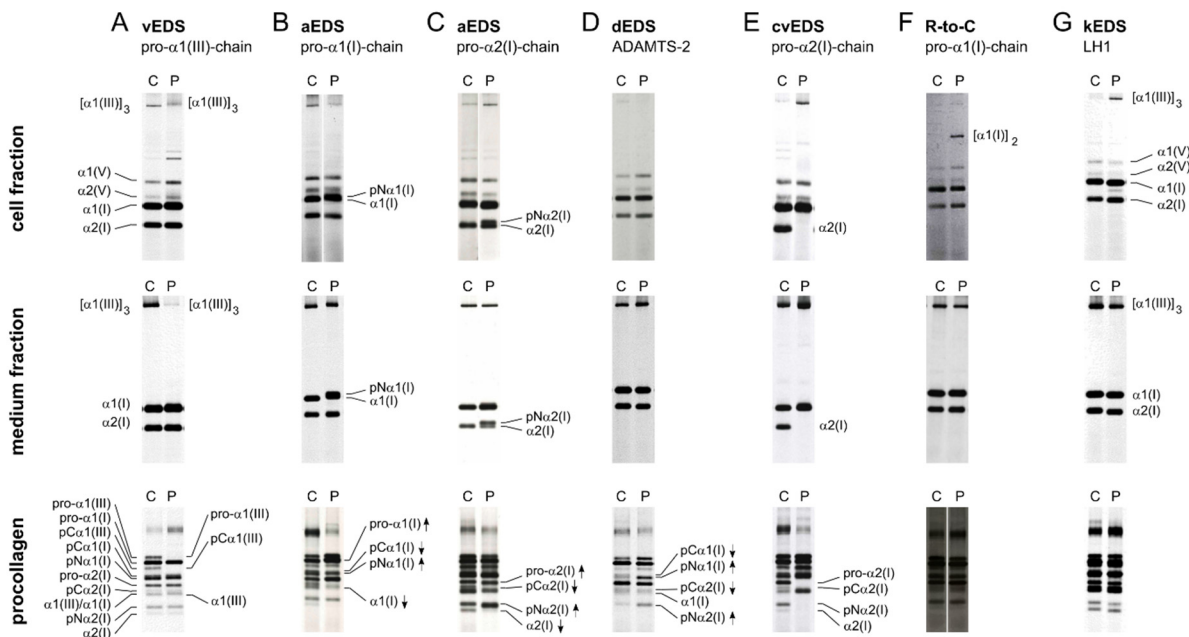 A vEDS
pro-α1(III)-chain
B aEDS
pro-α1(I)-chain
C aEDS
pro-α2(I)-chain
D dEDS
ADAMTS-2
E cvEDS
pro-α2(I)-chain
F R-to-C
pro-α1(I)-chain
G kEDS
LH1
cell fraction
C P
[α1(III)]3
[α1(III)]3
α1(V)
α2(V)
α1(I)
α2(I)
C P
pNα1(I)
α1(I)
C P
pNα2(I)
α2(I)
C P
C P
α2(I)
C P
[α1(I)]2
C P
[α1(III)]3
α1(V)
α2(V)
α1(I)
α2(I)
medium fraction
C P
[α1(III)]3
[α1(III)]3
α1(I)
α2(I)
C P
pNα1(I)
α1(I)
C P
pNα2(I)
α2(I)
C P
C P
α2(I)
C P
C P
[α1(III)]3
α1(I)
α2(I)
procollagen
C P
pro-α1(III)
pro-α1(I)
pCα1(III)
pCα1(I)
pNα1(I)
pro-α2(I)
pCα2(I)
α1(III)/α1(I)
pNα2(I)
α2(I)
pro-α1(III)
pCα1(III)
α1(III)
C P
pro-α1(I)↑
pCα1(I)↓
pNα1(I)↑
α1(I)↓
C P
pro-α2(I)↑
pCα2(I)↓
pNα2(I)↑
α2(I)↓
C P
pCα1(I)↓
pNα1(I)↑
pCα2(I)↓
α1(I)
pNα2(I)↑
C P
pro-α2(I)
pCα2(I)
pNα2(I)
α2(I)
C P
C P